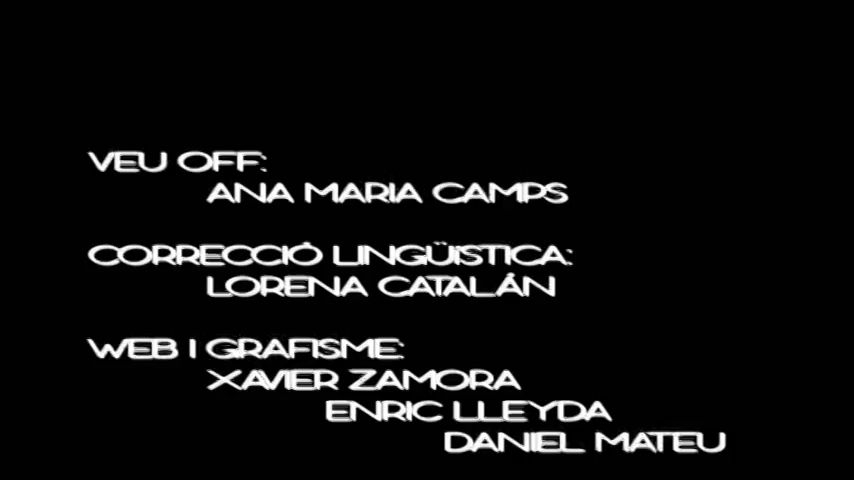 VEU OFF:
ANA MARIA CAMPS
CORRECCIÓ LINGÜÍSTICA:
LORENA CATALÁN
WEB I GRAFISME:
XAVIER ZAMORA
ENRIC LLEYDA
DANIEL MATEU